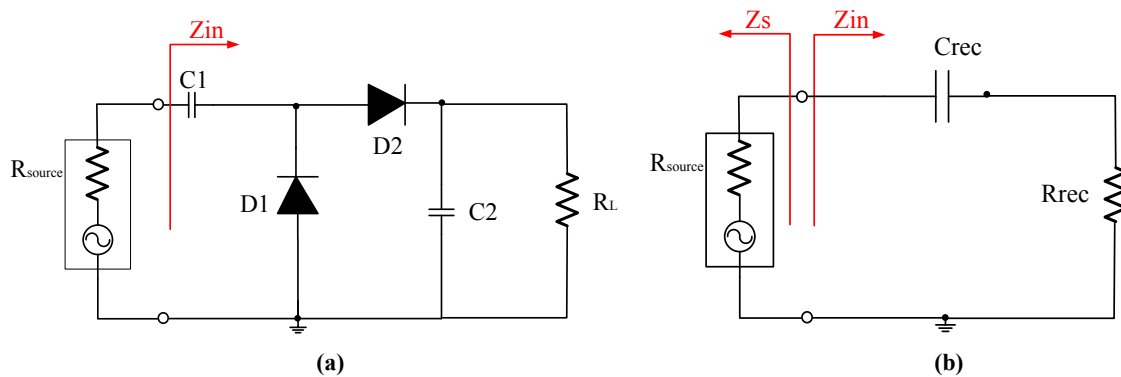 Zin
C1
D2
Rsource
D1
C2
RL
(a)
Zs
Zin
Crec
Rsource
Rrec
(b)